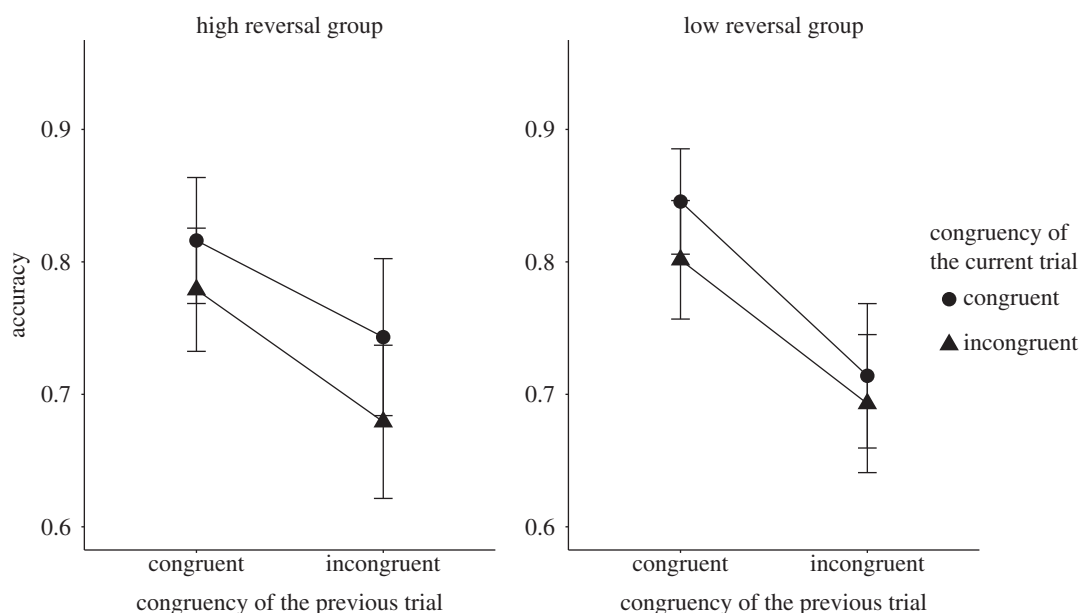 high reversal group
low reversal group
accuracy
0.9
0.8
0.7
0.6
0.9
0.8
0.7
0.6
congruent
incongruent
congruency of the previous trial
congruent
incongruent
congruency of the previous trial
congruency of
the current trial
congruent
incongruent